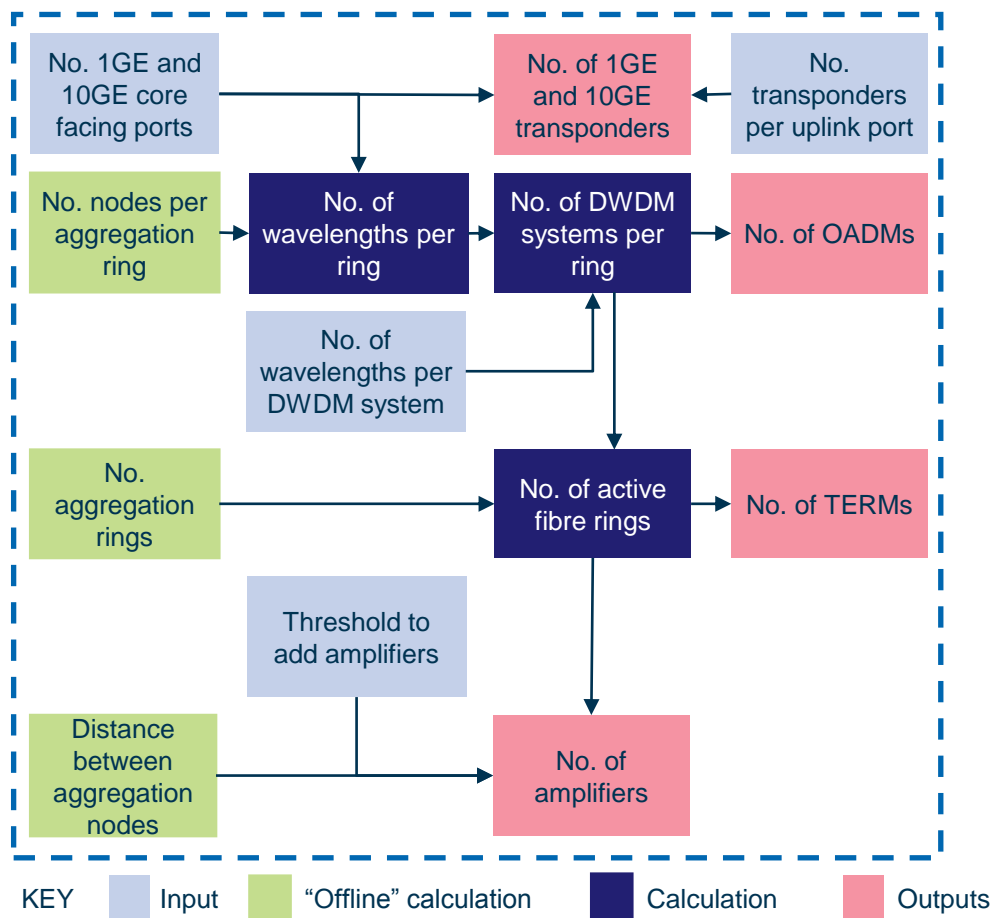 No. 1GE and
10GE core
facing ports
No. of 1GE
and 10GE
transponders
No.
transponders
per uplink port
No. nodes per
aggregation
ring
No. of
wavelengths per
ring
No. of DWDM
systems per
ring
No. of OADMs
No. of
wavelengths per
DWDM system
No.
aggregation
rings
No. of active
fibre rings
No. of TERMs
Threshold to
add amplifiers
Distance
between
aggregation
nodes
No. of
amplifiers
KEY
Input
“Offline” calculation
Calculation
Outputs